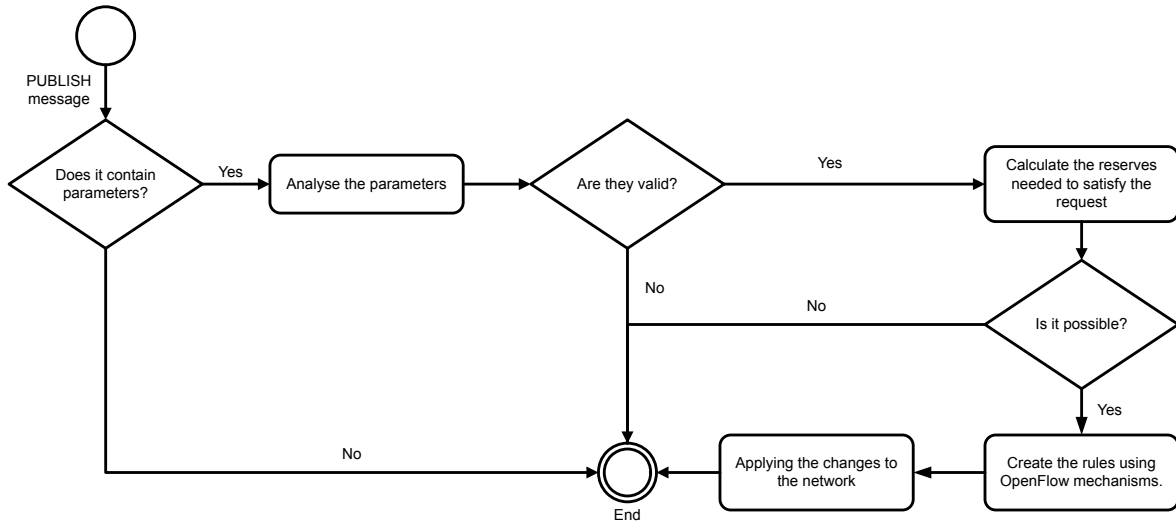 PUBLISH
message
Does it contain
parameters?
Yes
Analyse the parameters
Are they valid?
Yes
Calculate the reserves
needed to satisfy the
request
No
No
Is it possible?
Yes
No
Applying the changes to
the network
Create the rules using
OpenFlow mechanisms.
End